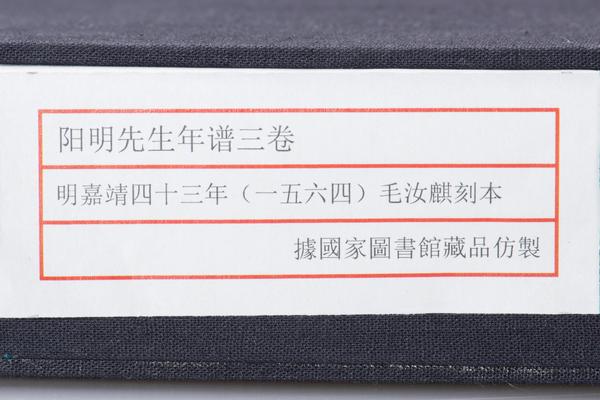 阳明先生年谱三卷
明嘉靖四十三年（一五六四）毛汝麒刻本
據國家圖書館藏品仿製